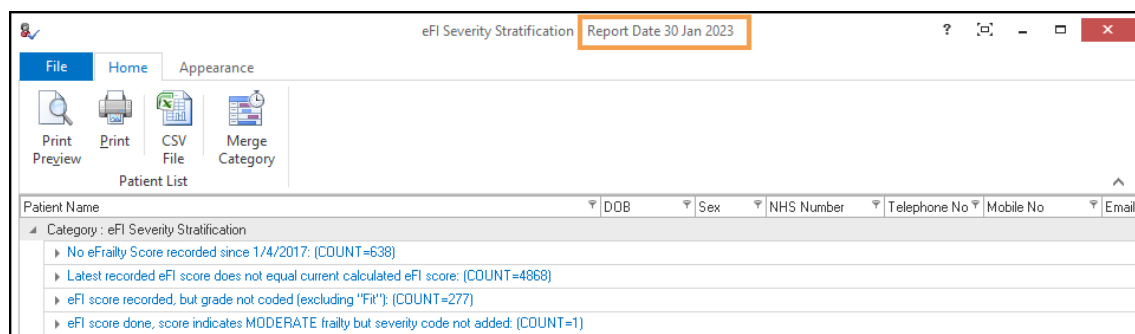 eFI Severity Stratification Report Date 30 Jan 2023 ?
File Home Appearance
Print Preview Print CSV File Merge Category
Patient List
Patient Name DOB Sex NHS Number Telephone No Mobile No Email
Category : eFI Severity Stratification
No eFrailty Score recorded since 1/4/2017: (COUNT=638)
Latest recorded eFI score does not equal current calculated eFI score: (COUNT=4868)
eFI score recorded, but grade not coded (excluding "Fit"): (COUNT=277)
eFI score done, score indicates MODERATE frailty but severity code not added: (COUNT=1)